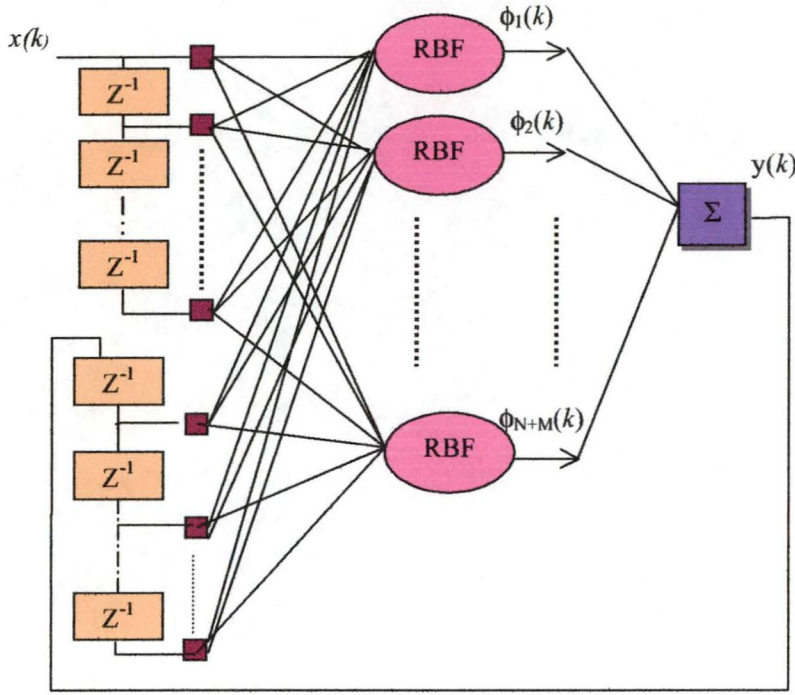 x(k)
Z⁻¹
Z⁻¹
Z⁻¹
Z⁻¹
Z⁻¹
Z⁻¹
RBF
RBF
RBF
ϕ₁(k)
ϕ₂(k)
ϕN+M(k)
Σ
y(k)